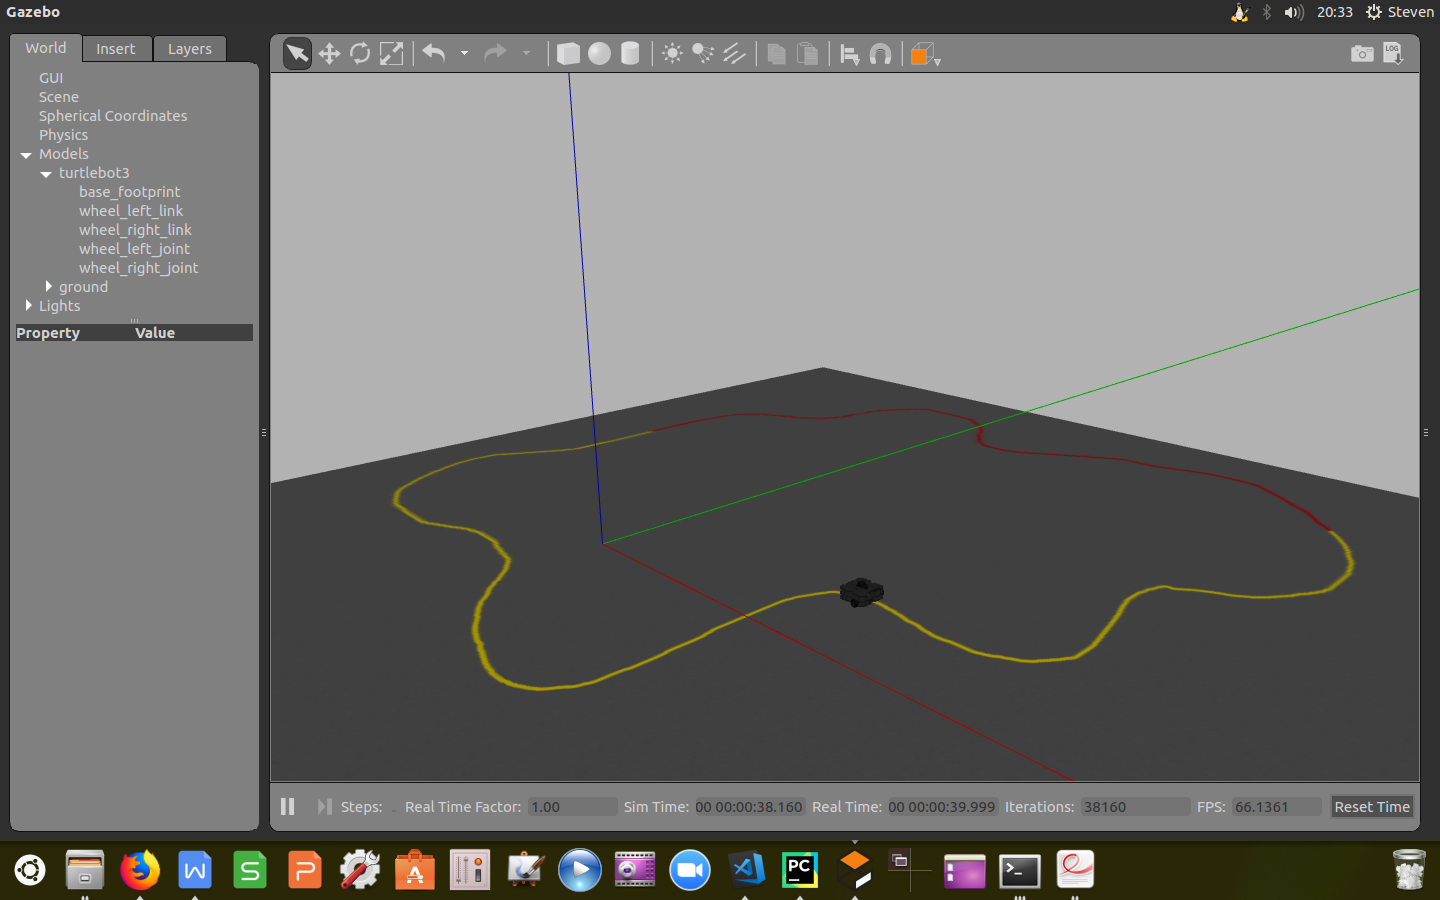 Gazebo
20:33 Steven
World Insert Layers
GUI
Scene
Spherical Coordinates
Physics
Models
turtlebot3
base_footprint
wheel_left_link
wheel_right_link
wheel_left_joint
wheel_right_joint
ground
Lights
Property Value
LOG
Steps: Real Time Factor: 1.00 Sim Time: 00 00:00:38.160 Real Time: 00 00:00:39.999 Iterations: 38160 FPS: 66.1361 Reset Time
W S P A PC